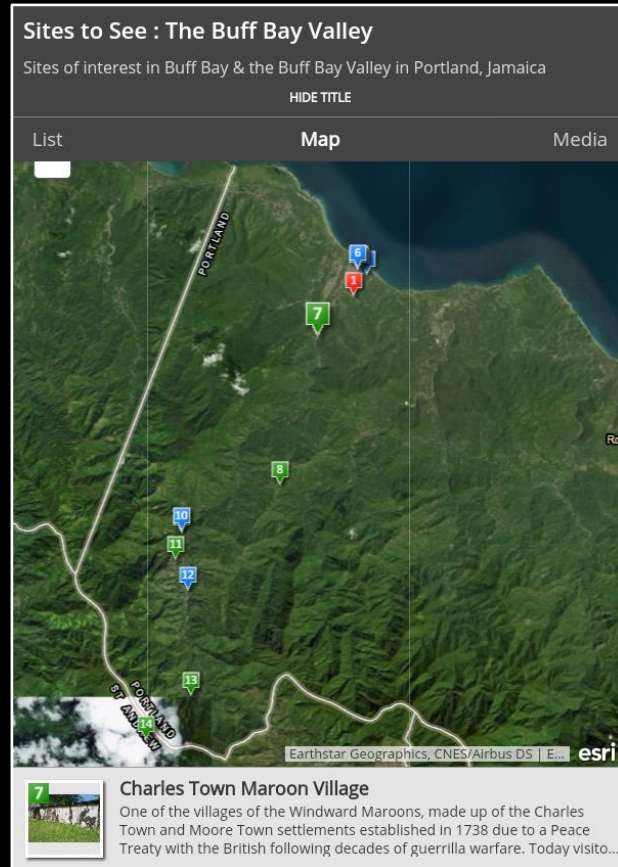 Sites to See : The Buff Bay Valley
Sites of interest in Buff Bay & the Buff Bay Valley in Portland, Jamaica
HIDE TITLE
List Map Media
PORTLAND
6
1
7
Ro
8
10
11
12
13
PORTLAND
ST ANDREW
14
Earthstar Geographics, CNES/Airbus DS | E... esri
7
Charles Town Maroon Village
One of the villages of the Windward Maroons, made up of the Charles
Town and Moore Town settlements established in 1738 due to a Peace
Treaty with the British following decades of guerrilla warfare. Today visito...